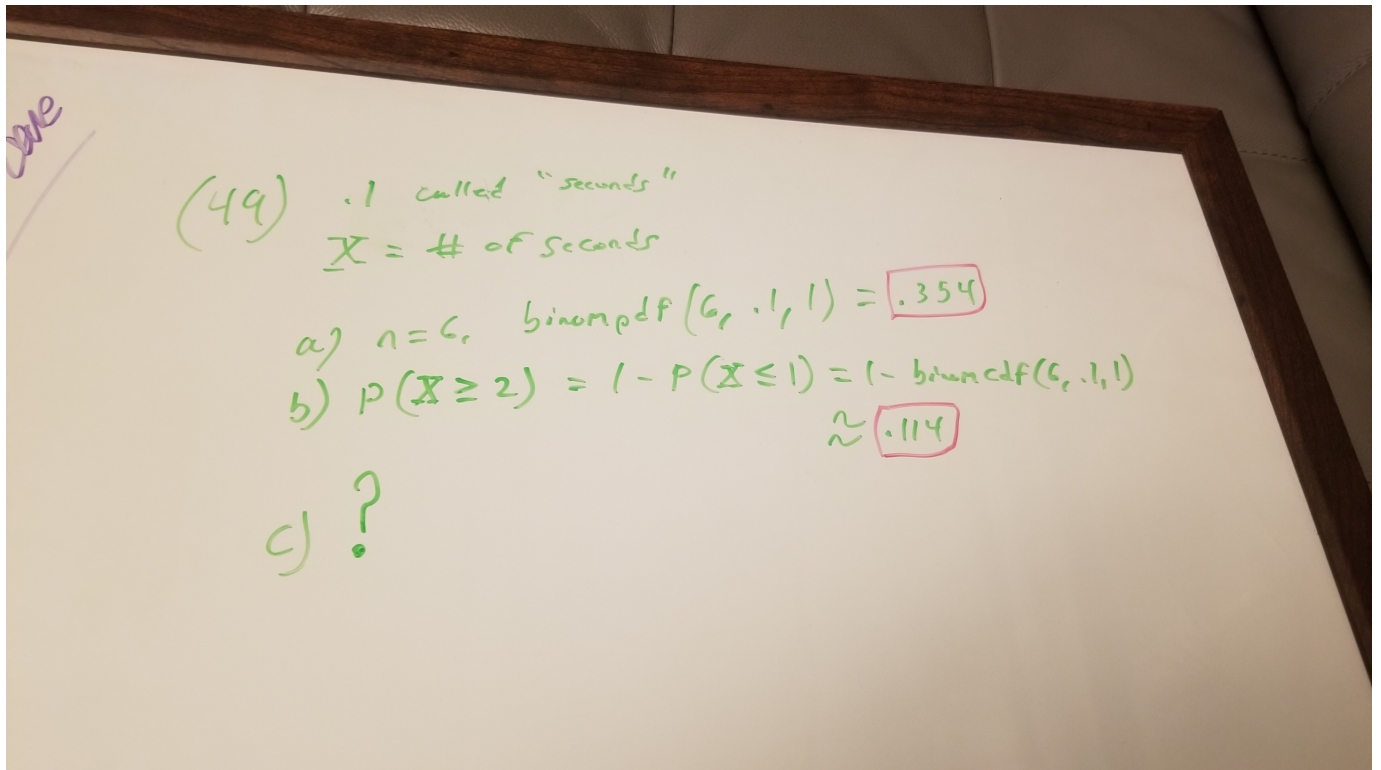 (49) .1 called "seconds"
X = # of seconds
a) n=6, binompdf(6, .1, 1) = .354
b) P(X ≥ 2) = 1 - P(X ≤ 1) = 1 - binomcdf(6, .1, 1)
≈ .114
c) ?